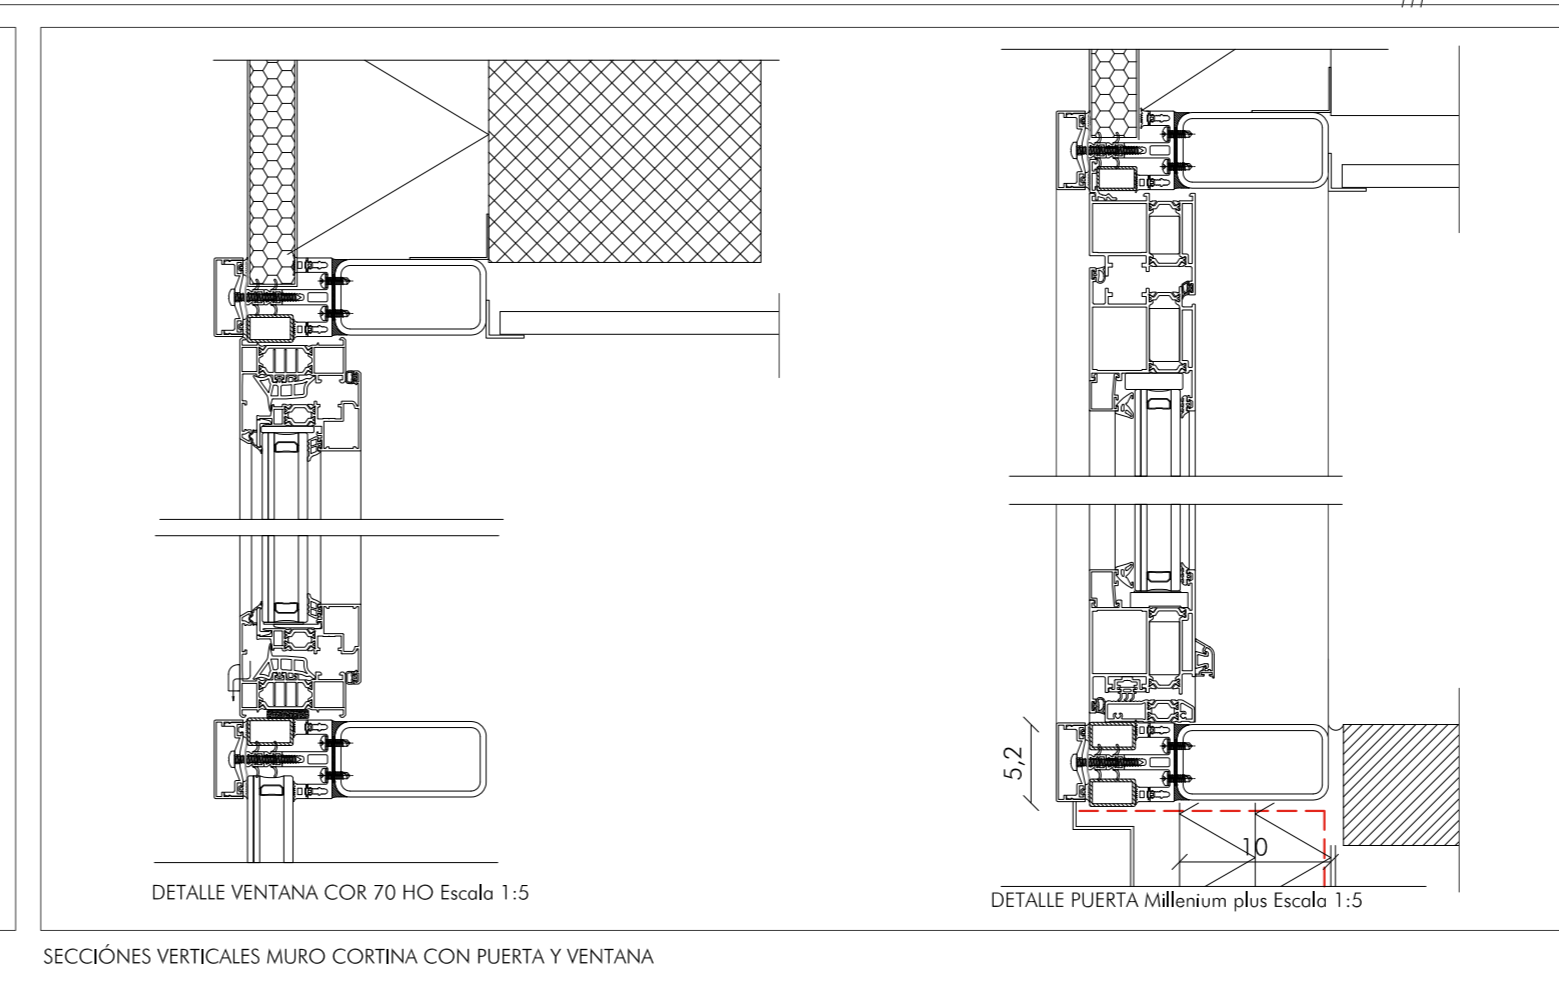 5,2
10
DETALLE VENTANA COR 70 HO Escala 1:5
DETALLE PUERTA Millenium plus Escala 1:5
SECCIÓNES VERTICALES MURO CORTINA CON PUERTA Y VENTANA